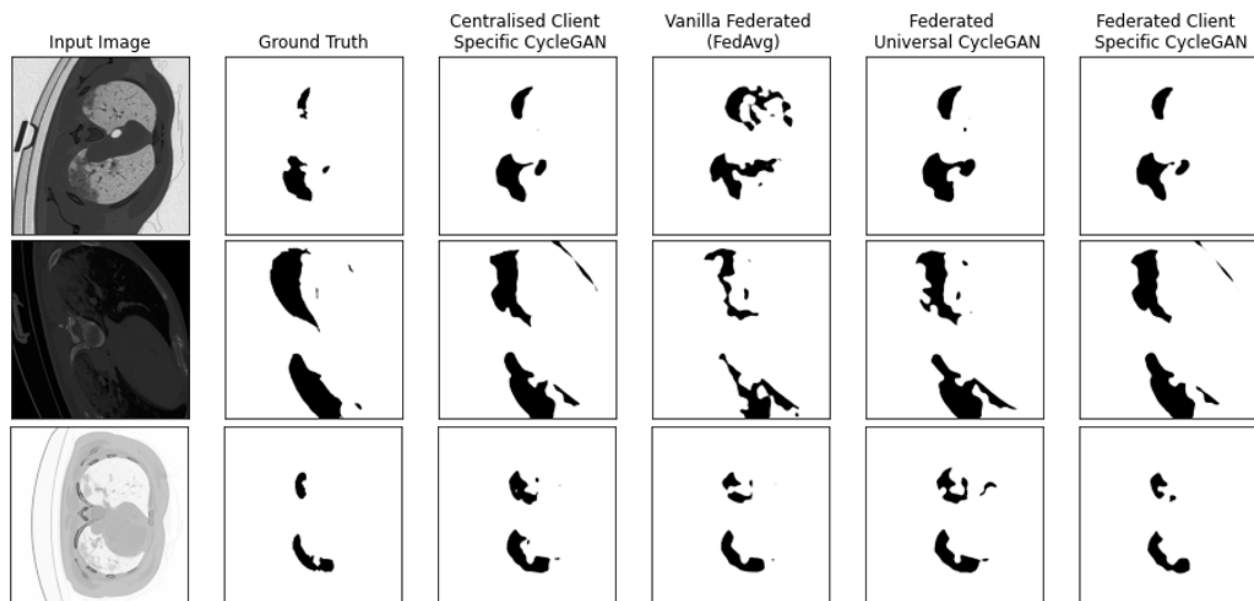 Input Image
Ground Truth
Centralised Client
Specific CycleGAN
Vanilla Federated
(FedAvg)
Federated
Universal CycleGAN
Federated Client
Specific CycleGAN